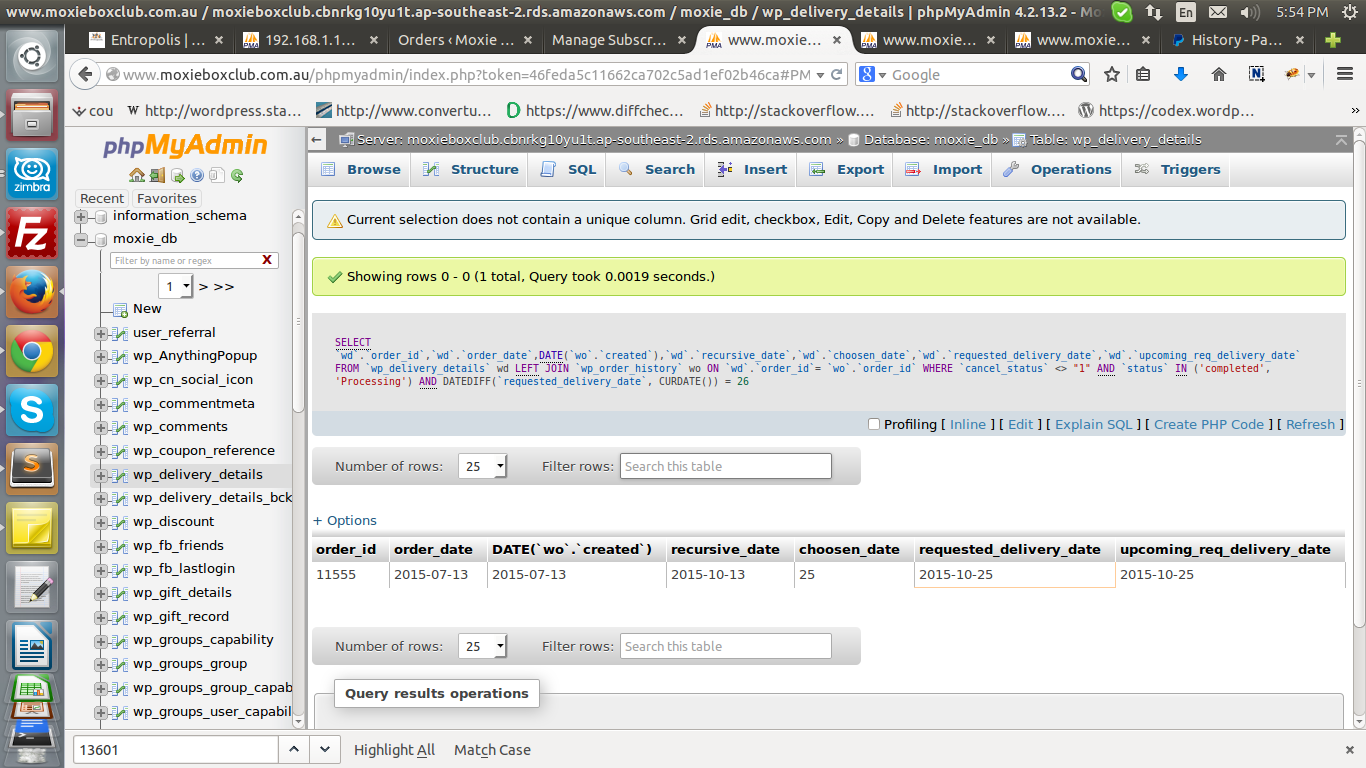 www.moxieboxclub.com.au / moxieboxclub.cbnrkg10yu1t.ap-southeast-2.rds.amazonaws.com / moxie_db / wp_delivery_details | phpMyAdmin 4.2.13.2 - Mo
En
5:54 PM
Entropolis | ...
192.168.1.1...
Orders ‹ Moxie ...
Manage Subscr...
www.moxie...
www.moxie...
www.moxie...
History - Pa...
www.moxieboxclub.com.au/phpmyadmin/index.php?token=46feda5c11662ca702c5ad1ef02b46ca#PM
Google
cou
http://wordpress.sta...
http://www.convertu...
https://www.diffchec...
http://stackoverflow....
http://stackoverflow....
https://codex.wordp...
phpMyAdmin
Recent
Favorites
information_schema
moxie_db
Filter by name or regex
X
1
> >>
New
user_referral
wp_AnythingPopup
wp_cn_social_icon
wp_commentmeta
wp_comments
wp_coupon_reference
wp_delivery_details
wp_delivery_details_bck
wp_discount
wp_fb_friends
wp_fb_lastlogin
wp_gift_details
wp_gift_record
wp_groups_capability
wp_groups_group
wp_groups_group_capab
wp_groups_user_capabil
zimbra
Server: moxieboxclub.cbnrkg10yu1t.ap-southeast-2.rds.amazonaws.com » Database: moxie_db » Table: wp_delivery_details
Browse
Structure
SQL
Search
Insert
Export
Import
Operations
Triggers
Current selection does not contain a unique column. Grid edit, checkbox, Edit, Copy and Delete features are not available.
Showing rows 0 - 0 (1 total, Query took 0.0019 seconds.)
SELECT
`wd`.`order_id`,`wd`.`order_date`,DATE(`wo`.`created`),`wd`.`recursive_date`,`wd`.`choosen_date`,`wd`.`requested_delivery_date`,`wd`.`upcoming_req_delivery_date`
FROM `wp_delivery_details` wd LEFT JOIN `wp_order_history` wo ON `wd`.`order_id`= `wo`.`order_id` WHERE `cancel_status` <> "1" AND `status` IN ('completed',
'Processing') AND DATEDIFF(`requested_delivery_date`, CURDATE()) = 26
Profiling [ Inline ] [ Edit ] [ Explain SQL ] [ Create PHP Code ] [ Refresh ]
Number of rows: 25 Filter rows: Search this table
+ Options
order_id order_date DATE(`wo`.`created`) recursive_date choosen_date requested_delivery_date upcoming_req_delivery_date
11555 2015-07-13 2015-07-13 2015-10-13 25 2015-10-25 2015-10-25
Number of rows: 25 Filter rows: Search this table
Query results operations
13601
Highlight All
Match Case